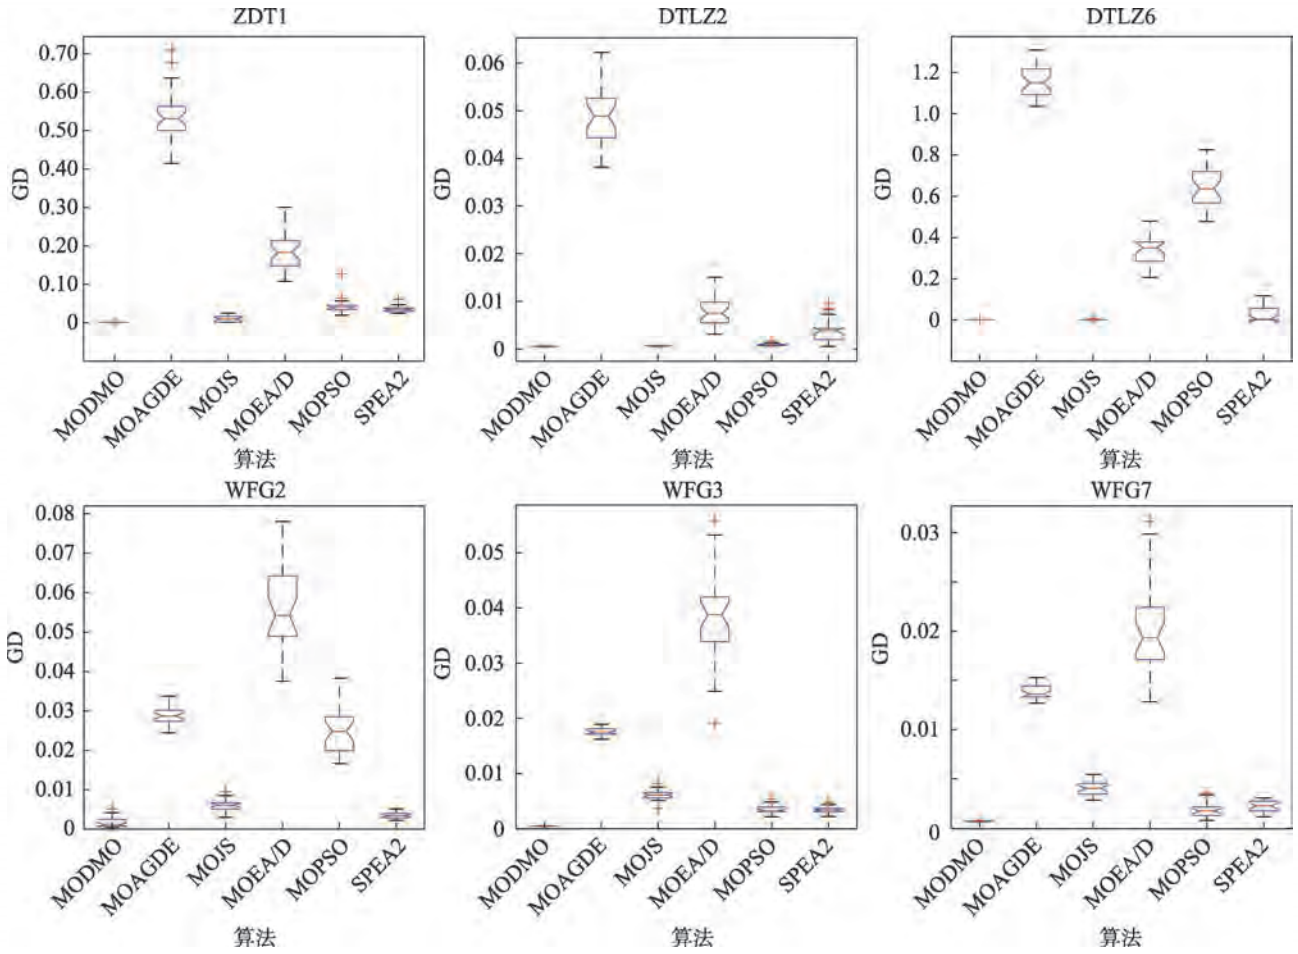 ZDT1
0.70
0.60
0.50
0.40
0.30
0.20
0.10
0
GD
MODMO
MOAGDE
MOJS
MOEA/D
MOPSO
SPEA2
算法
DTLZ2
0.06
0.05
0.04
0.03
0.02
0.01
0
GD
MODMO
MOAGDE
MOJS
MOEA/D
MOPSO
SPEA2
算法
DTLZ6
1.2
1.0
0.8
0.6
0.4
0.2
0
GD
MODMO
MOAGDE
MOJS
MOEA/D
MOPSO
SPEA2
算法
WFG2
0.08
0.07
0.06
0.05
0.04
0.03
0.02
0.01
0
GD
MODMO
MOAGDE
MOJS
MOEA/D
MOPSO
SPEA2
算法
WFG3
0.05
0.04
0.03
0.02
0.01
0
GD
MODMO
MOAGDE
MOJS
MOEA/D
MOPSO
SPEA2
算法
WFG7
0.03
0.02
0.01
0
GD
MODMO
MOAGDE
MOJS
MOEA/D
MOPSO
SPEA2
算法